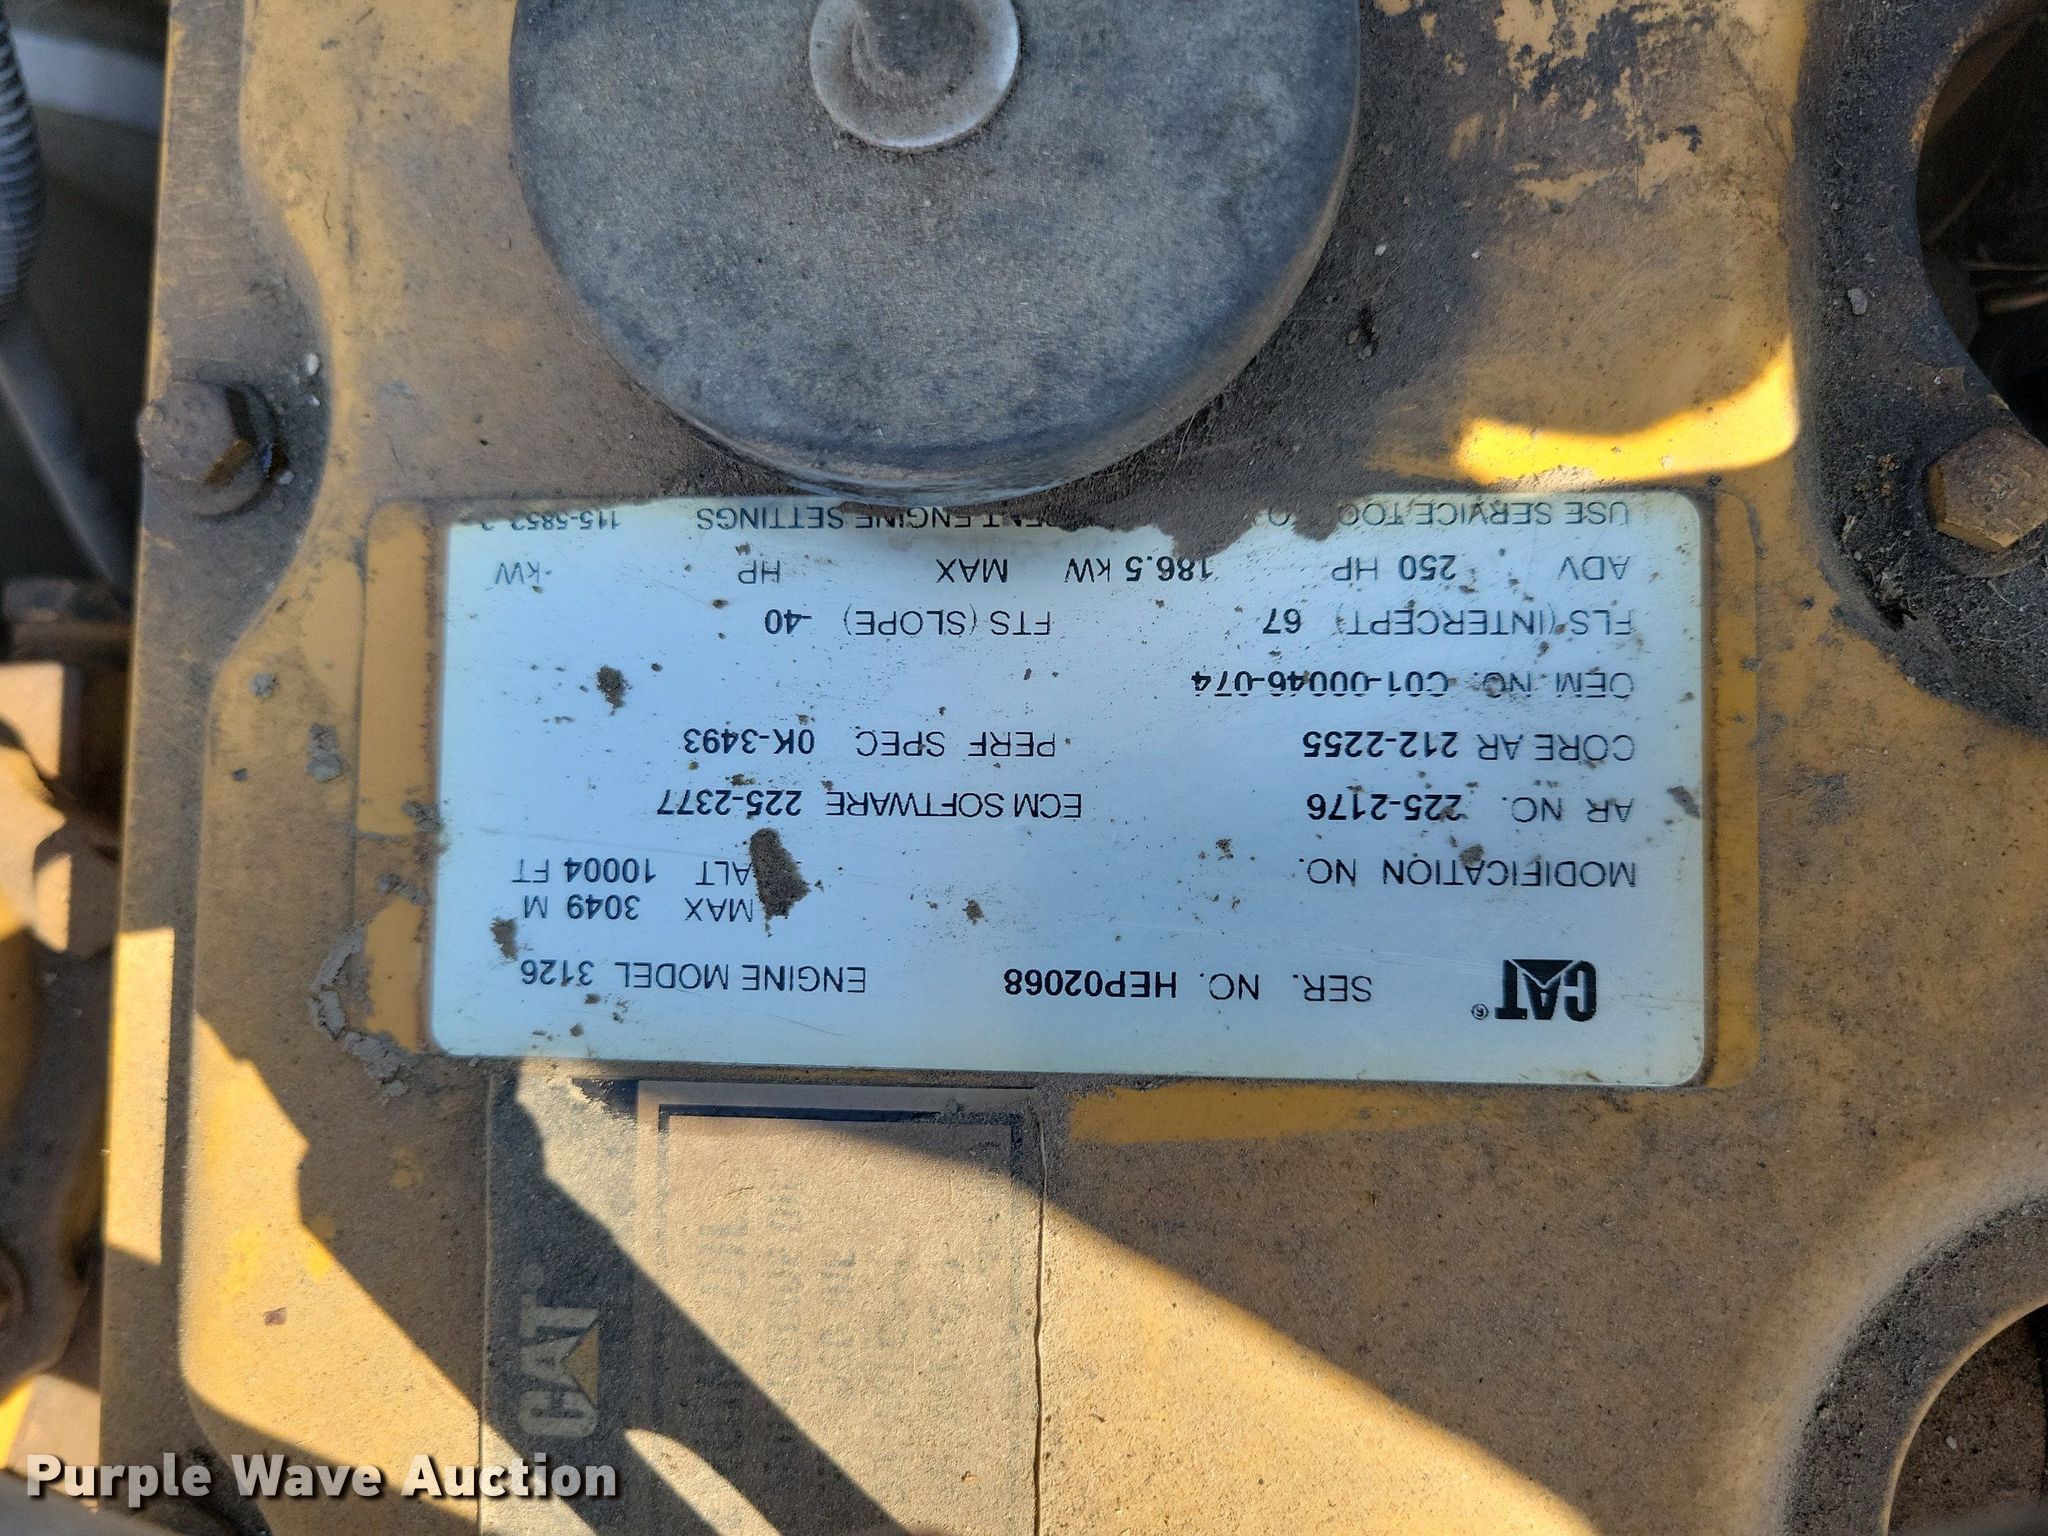 CAT® SER. NO. HEP02068 ENGINE MODEL 3126
MAX 3049 M
MODIFICATION NO. ALT 10004 FT
AR NO. 225-2176 ECM SOFTWARE 225-2377
CORE AR 212-2255 PERF SPEC 0K-3493
OEM NO. C01-00046-074
FLS (INTERCEPT) 67 FTS (SLOPE) -40
ADV 250 HP 186.5 kW MAX HP kW
USE SERVICE ENGINE SETTINGS 115-5852
CAT
Purple Wave Auction